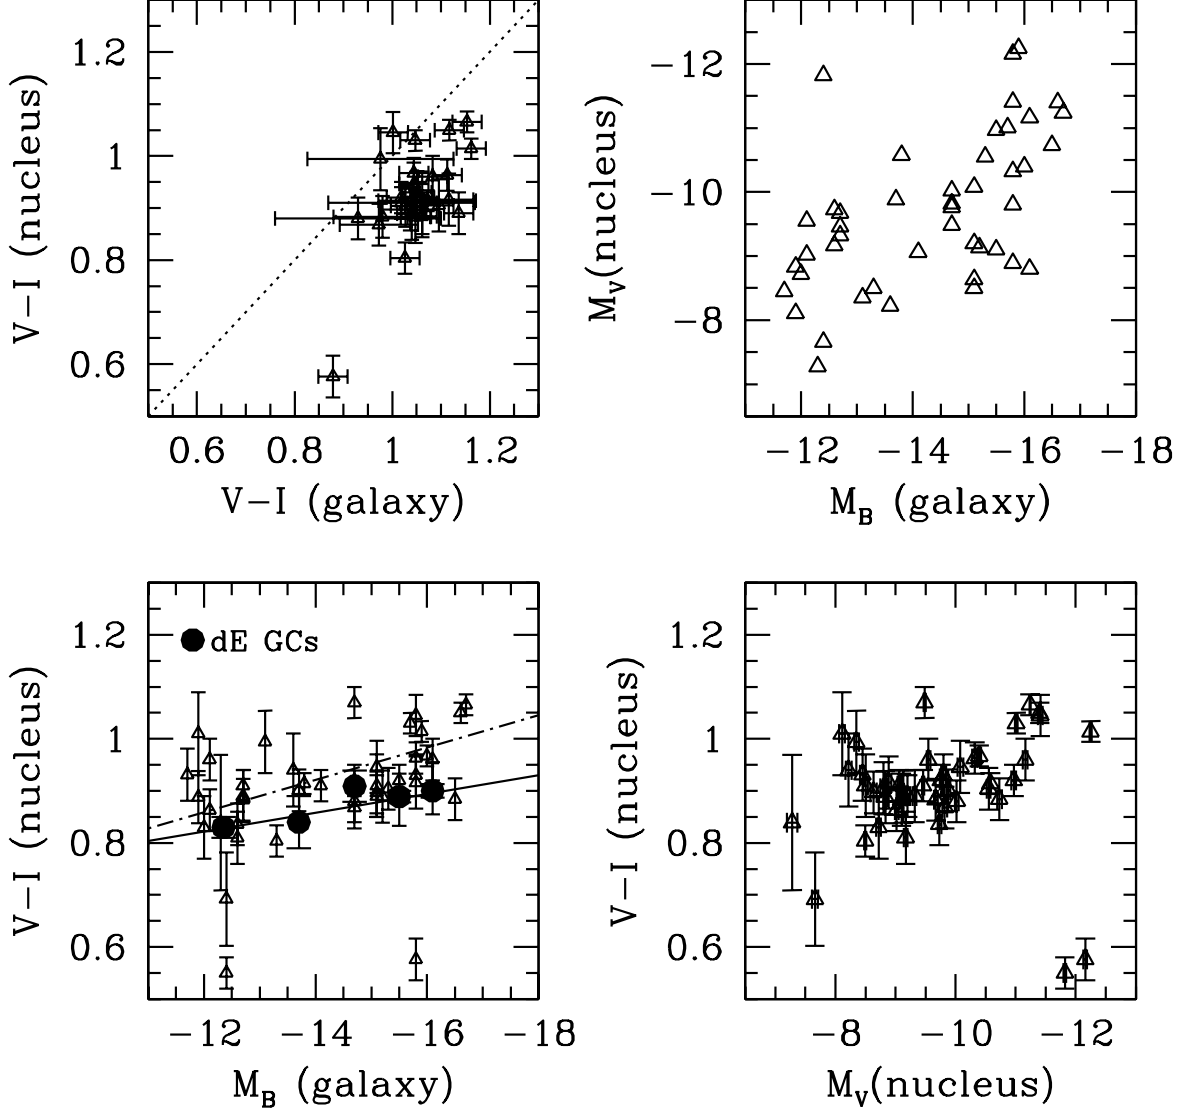 1.2
1
0.8
0.6
V−I (nucleus)
0.6 0.8 1 1.2
V−I (galaxy)
−12
−10
−8
M_V(nucleus)
−12 −14 −16 −18
M_B (galaxy)
dE GCs
1.2
1
0.8
0.6
V−I (nucleus)
−12 −14 −16 −18
M_B (galaxy)
1.2
1
0.8
0.6
V−I (nucleus)
−8 −10 −12
M_V(nucleus)